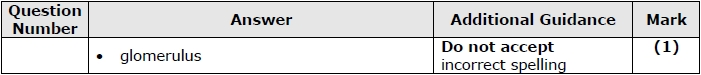 Question Number Answer Additional Guidance Mark
• glomerulus Do not accept (1)
incorrect spelling